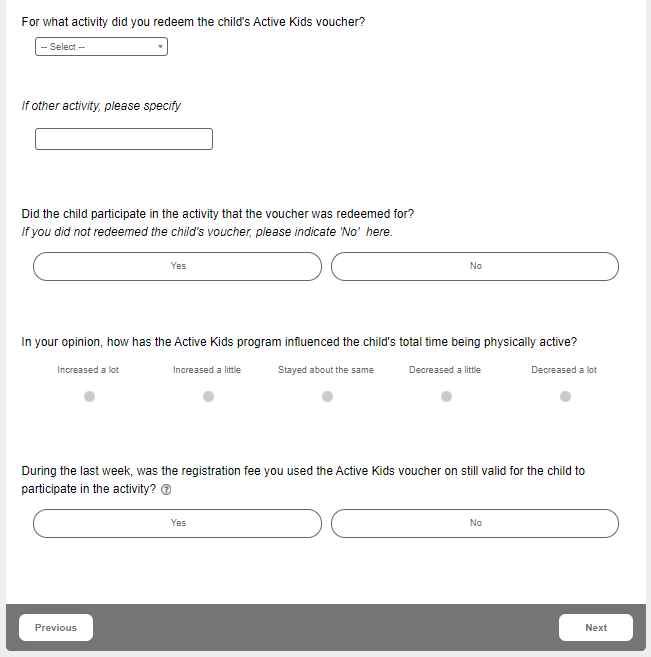 For what activity did you redeem the child's Active Kids voucher?
-- Select --
If other activity, please specify
Did the child participate in the activity that the voucher was redeemed for?
If you did not redeemed the child's voucher, please indicate 'No' here.
Yes No
In your opinion, how has the Active Kids program influenced the child's total time being physically active?
Increased a lot Increased a little Stayed about the same Decreased a little Decreased a lot
During the last week, was the registration fee you used the Active Kids voucher on still valid for the child to
participate in the activity? ?
Yes No
Previous Next